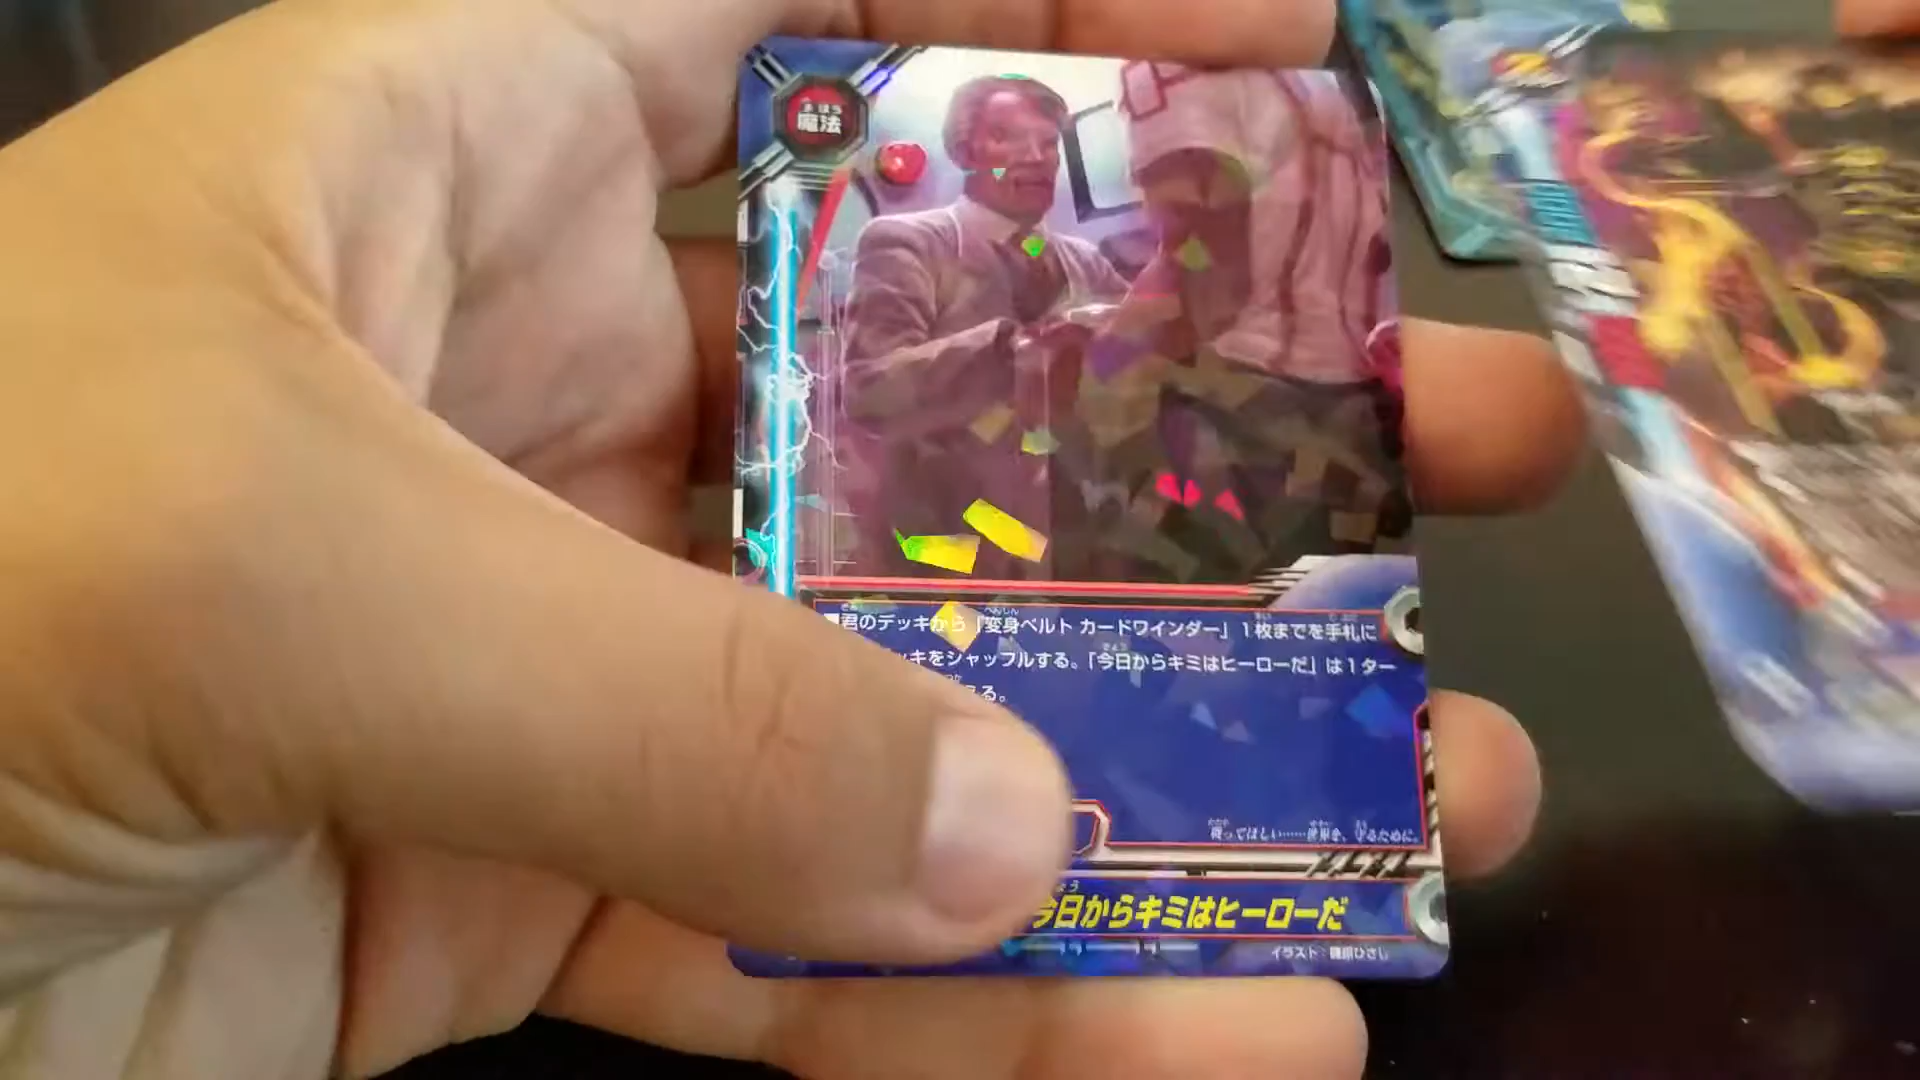 まほう
魔法
■君のデッキから「変身ベルト カードワインダー」1枚までを手札に
ッキをシャッフルする。「今日からキミはヒーローだ」は1ター
える。
戦ってほしい……世界を、守るために。
今日からキミはヒーローだ
イラスト：